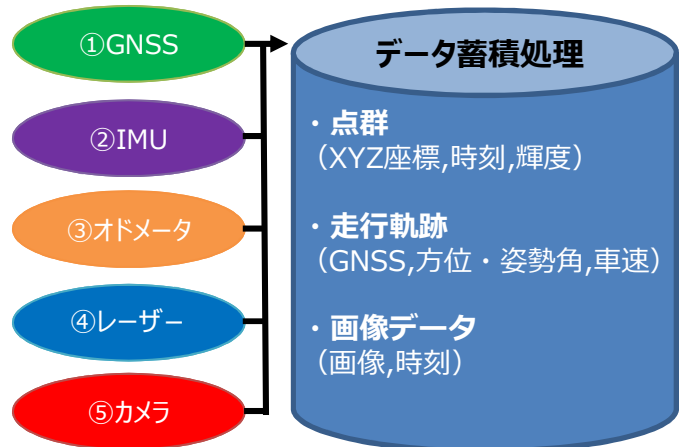 ①GNSS
②IMU
③オドメータ
④レーザー
⑤カメラ
データ蓄積処理
・点群
（XYZ座標,時刻,輝度）
・走行軌跡
（GNSS,方位・姿勢角,車速）
・画像データ
（画像,時刻）